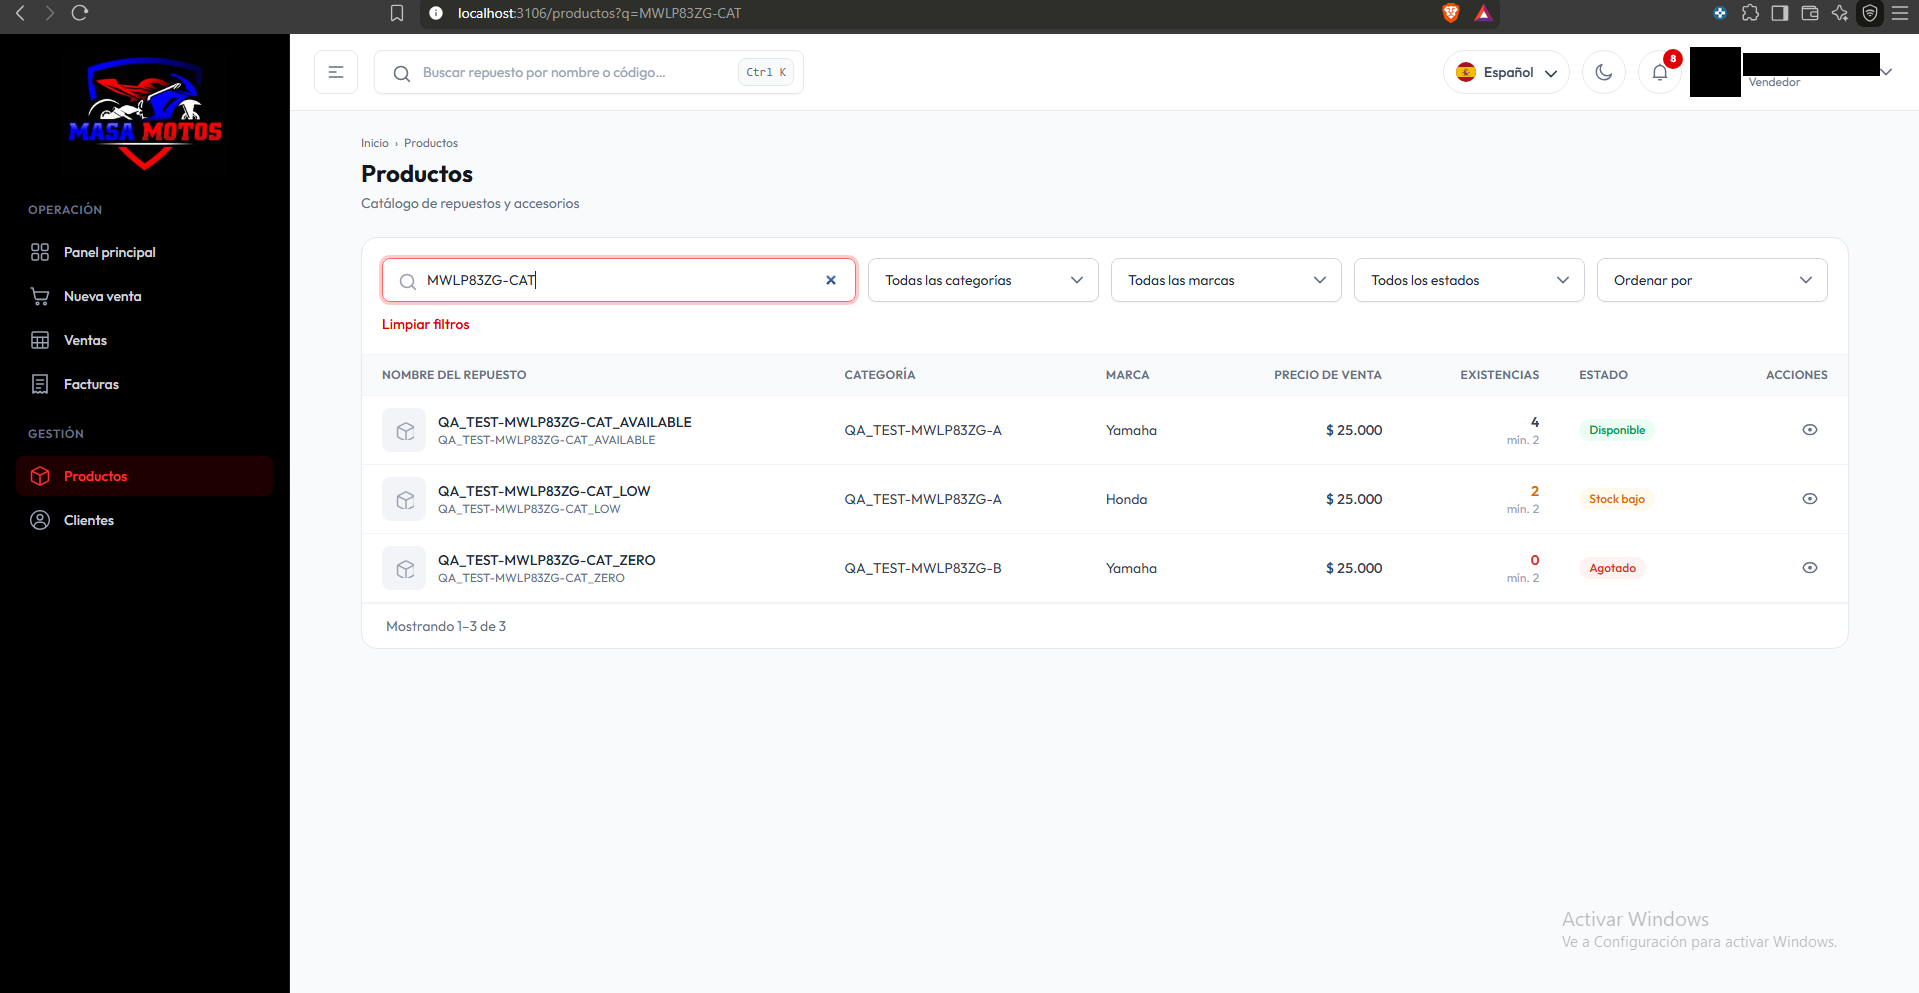 localhost:3106/productos?q=MWLP83ZG-CAT
MASA MOTOS
Buscar repuesto por nombre o código...
Ctrl K
Español
8
Vendedor
OPERACIÓN
Panel principal
Nueva venta
Ventas
Facturas
GESTIÓN
Productos
Clientes
Inicio › Productos
Productos
Catálogo de repuestos y accesorios
MWLP83ZG-CAT
Todas las categorías
Todas las marcas
Todos los estados
Ordenar por
Limpiar filtros
NOMBRE DEL REPUESTO CATEGORÍA MARCA PRECIO DE VENTA EXISTENCIAS ESTADO ACCIONES
QA_TEST-MWLP83ZG-CAT_AVAILABLE
QA_TEST-MWLP83ZG-CAT_AVAILABLE
QA_TEST-MWLP83ZG-A
Yamaha
$ 25.000
4
mín. 2
Disponible
QA_TEST-MWLP83ZG-CAT_LOW
QA_TEST-MWLP83ZG-CAT_LOW
QA_TEST-MWLP83ZG-A
Honda
$ 25.000
2
mín. 2
Stock bajo
QA_TEST-MWLP83ZG-CAT_ZERO
QA_TEST-MWLP83ZG-CAT_ZERO
QA_TEST-MWLP83ZG-B
Yamaha
$ 25.000
0
mín. 2
Agotado
Mostrando 1–3 de 3
Activar Windows
Ve a Configuración para activar Windows.